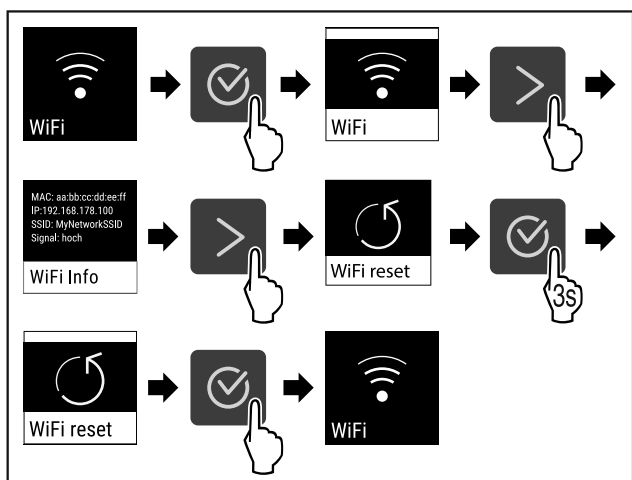 WiFi
WiFi
MAC: aa:bb:cc:dd:ee:ff
IP:192.168.178.100
SSID: MyNetworkSSID
Signal: hoch
WiFi Info
WiFi reset
3s
WiFi reset
WiFi